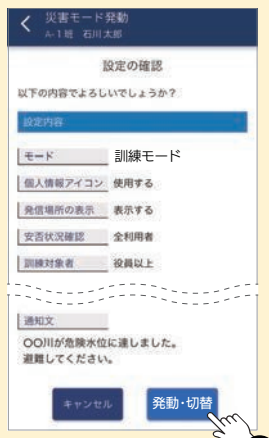 災害モード発動
A-1班 石川太郎
設定の確認
以下の内容でよろしいでしょうか?
設定内容
モード 訓練モード
個人情報アイコン 使用する
発信場所の表示 表示する
安否状況確認 全利用者
訓練対象者 役員以上
通知文
〇〇川が危険水位に達しました。
避難してください。
キャンセル 発動・切替